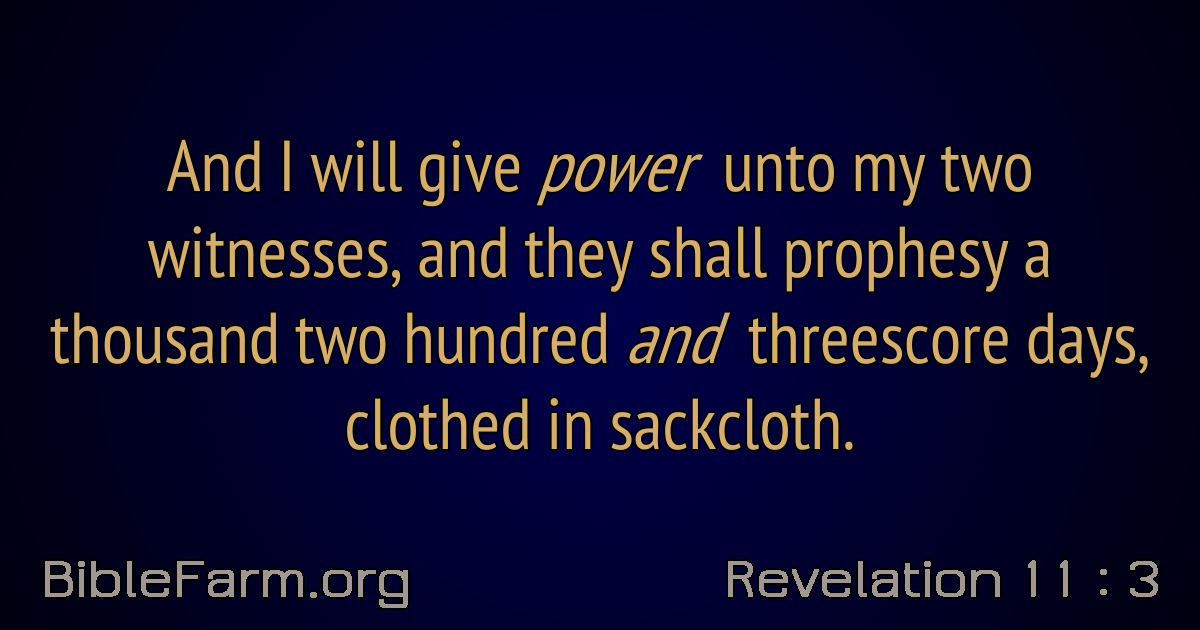 And I will give power unto my two
witnesses, and they shall prophesy a
thousand two hundred and threescore days,
clothed in sackcloth.
BibleFarm.org
Revelation 11 : 3